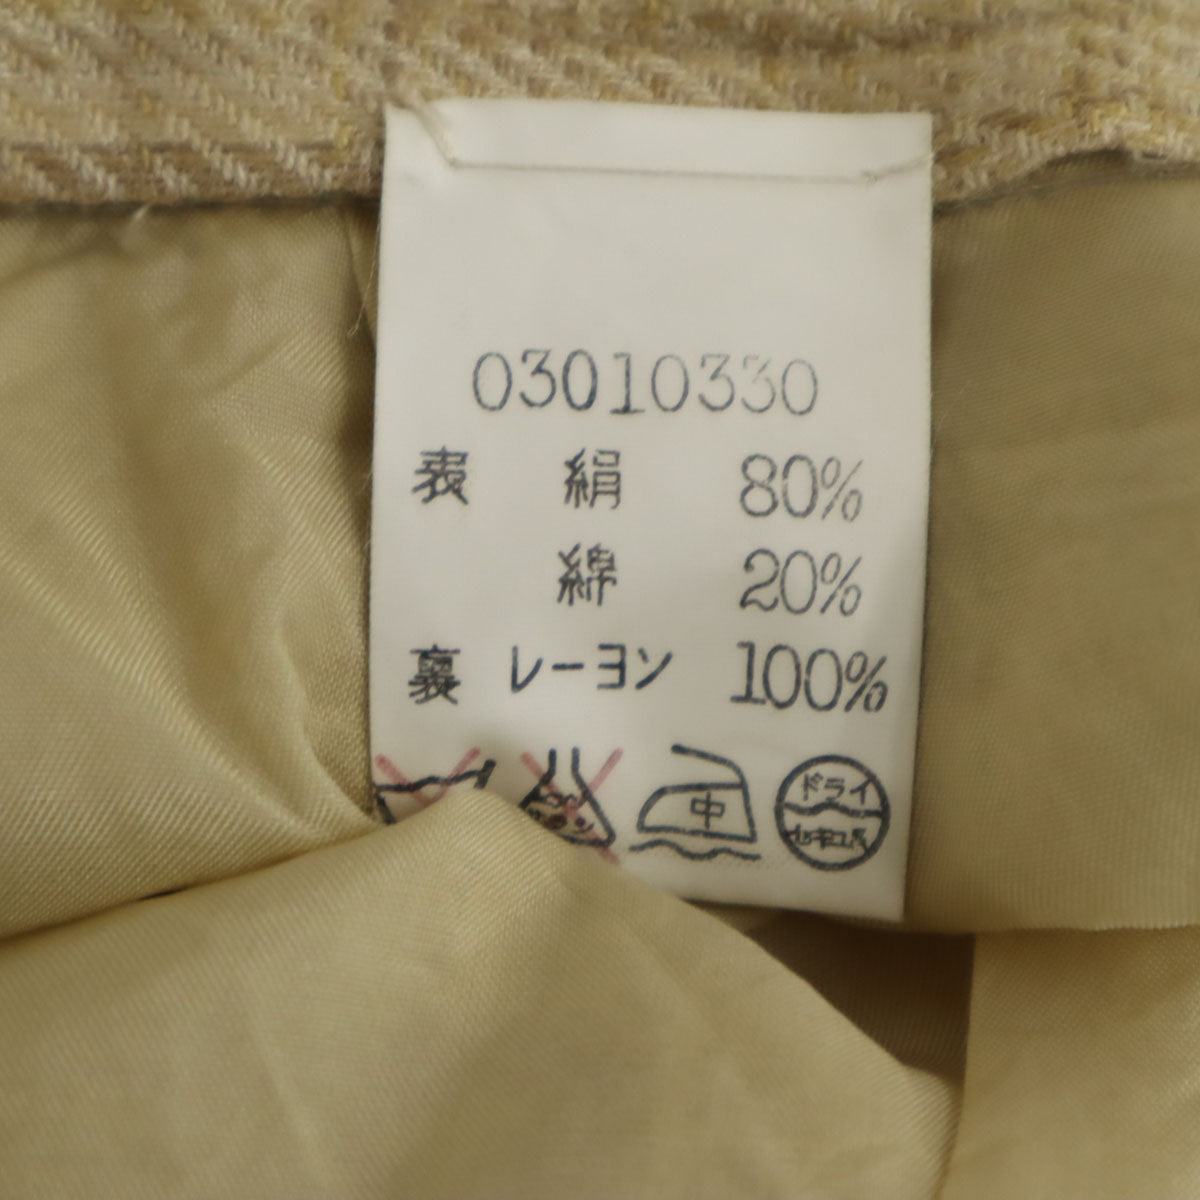 03010330
表 絹 80%
綿 20%
裏 レーヨン 100%
中
ドライ